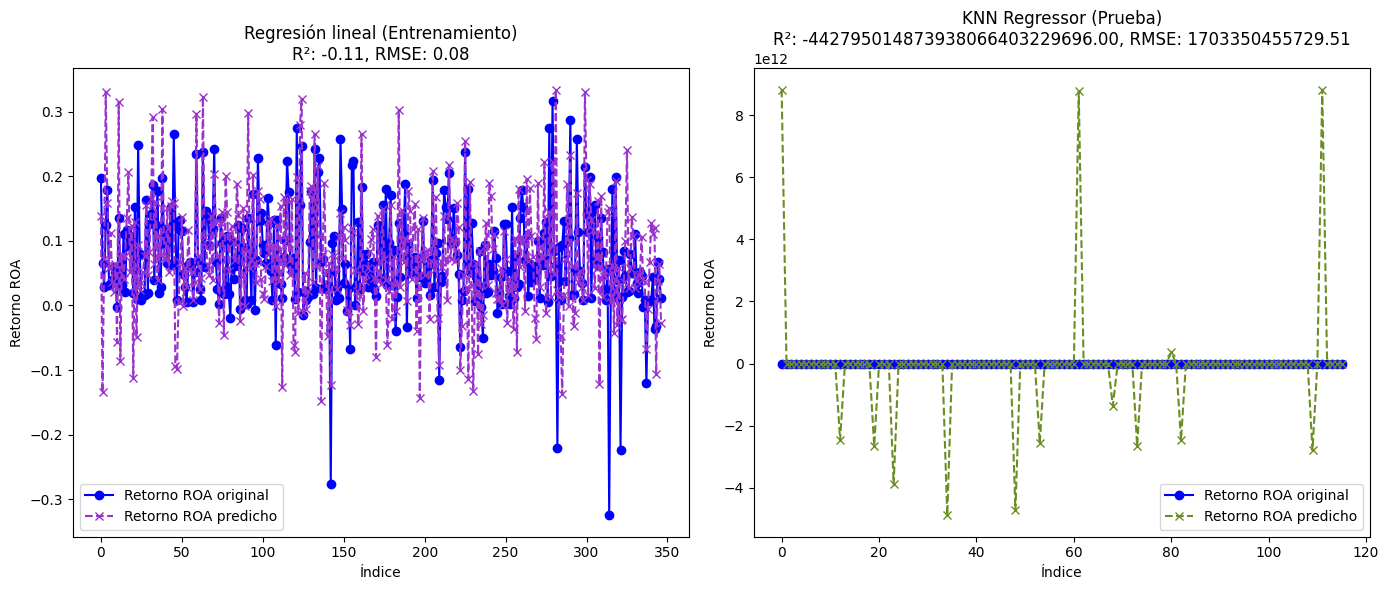 Regresión lineal (Entrenamiento)
R²: -0.11, RMSE: 0.08
Retorno ROA
0.3
0.2
0.1
0.0
−0.1
−0.2
−0.3
0 50 100 150 200 250 300 350
Índice
Retorno ROA original
Retorno ROA predicho
KNN Regressor (Prueba)
R²: -4427950148739380664032296​96.00, RMSE: 1703350455729.51
1e12
Retorno ROA
8
6
4
2
0
−2
−4
0 20 40 60 80 100 120
Índice
Retorno ROA original
Retorno ROA predicho